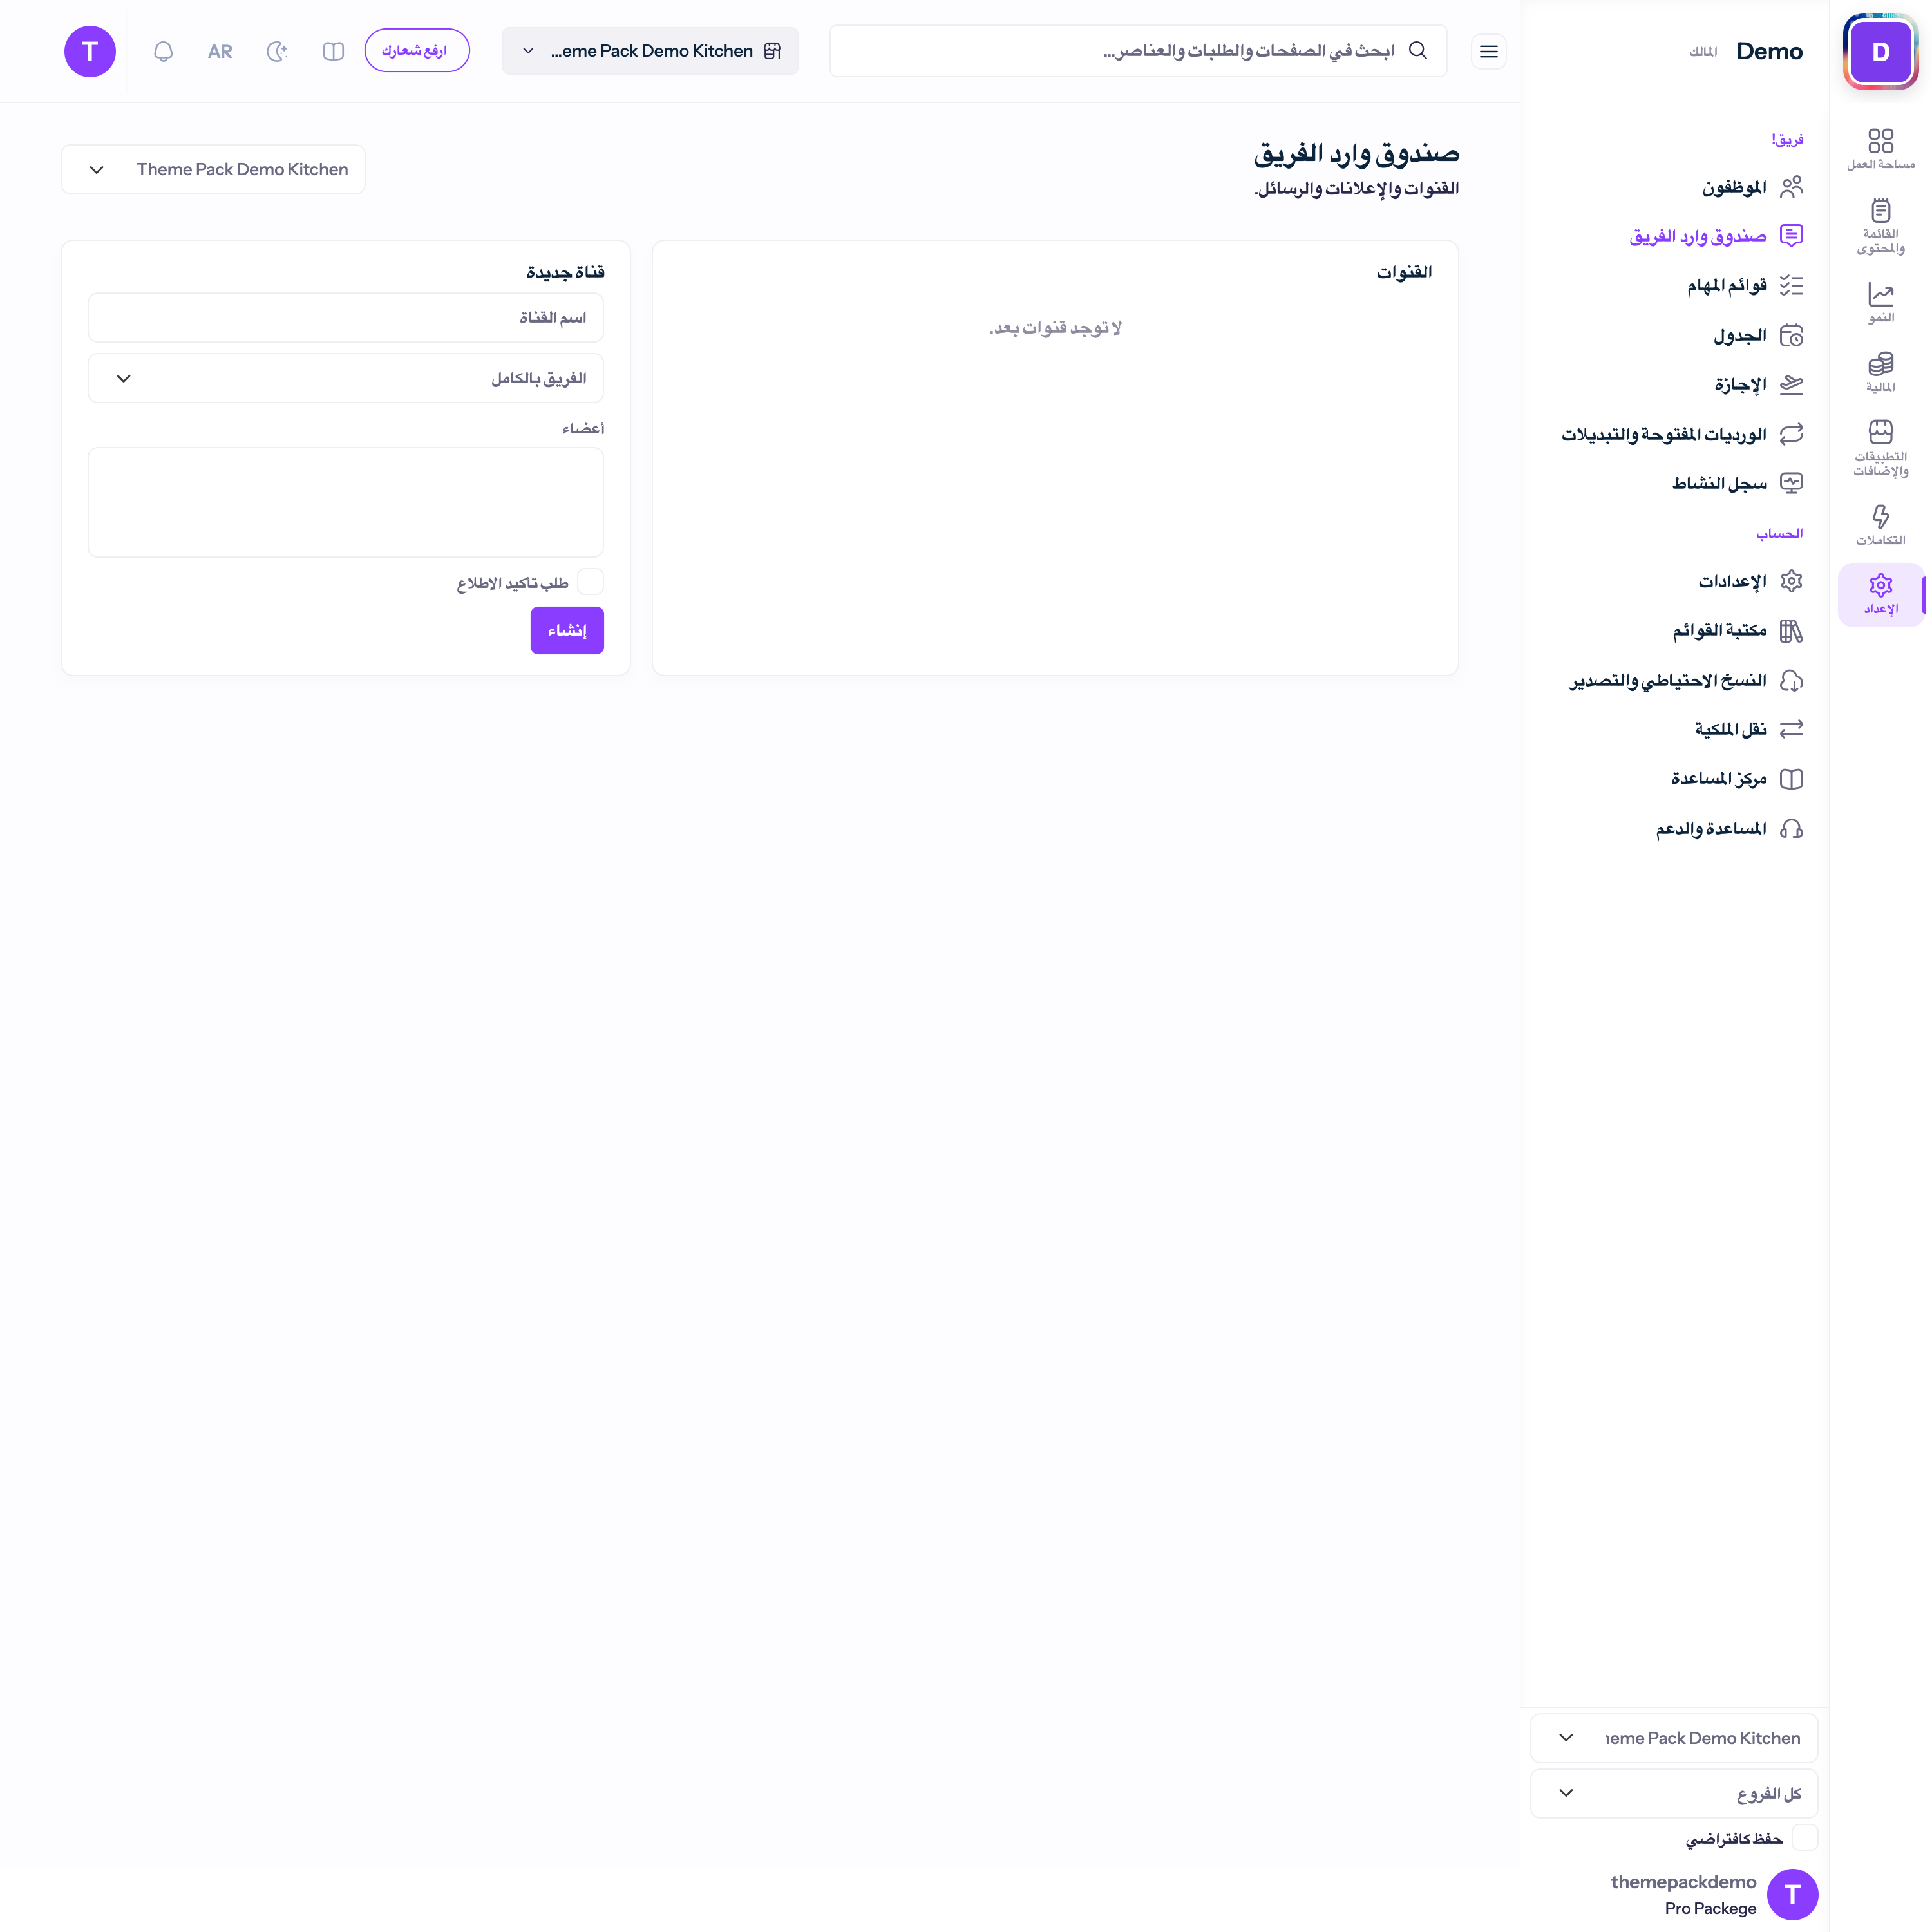 D
مساحة العمل
القائمة
والمحتوى
النمو
المالية
التطبيقات
والإضافات
التكاملات
الإعداد
Demo المالك
فريق!
الموظفون
صندوق وارد الفريق
قوائم المهام
الجدول
الإجازة
الورديات المفتوحة والتبديلات
سجل النشاط
الحساب
الإعدادات
مكتبة القوائم
النسخ الاحتياطي والتصدير
نقل الملكية
مركز المساعدة
المساعدة والدعم
heme Pack Demo Kitchen
كل الفروع
حفظ كافتراضي
themepackdemo
Pro Packege
T
ابحث في الصفحات والطلبات والعناصر...
...eme Pack Demo Kitchen
ارفع شعارك
AR
T
صندوق وارد الفريق
القنوات والإعلانات والرسائل.
Theme Pack Demo Kitchen
القنوات
لا توجد قنوات بعد.
قناة جديدة
اسم القناة
الفريق بالكامل
أعضاء
طلب تأكيد الاطلاع
إنشاء